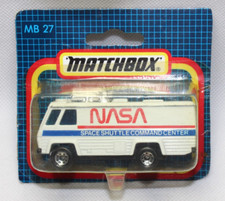 MB 27
MATCHBOX
NASA
SPACE SHUTTLE COMMAND CENTER